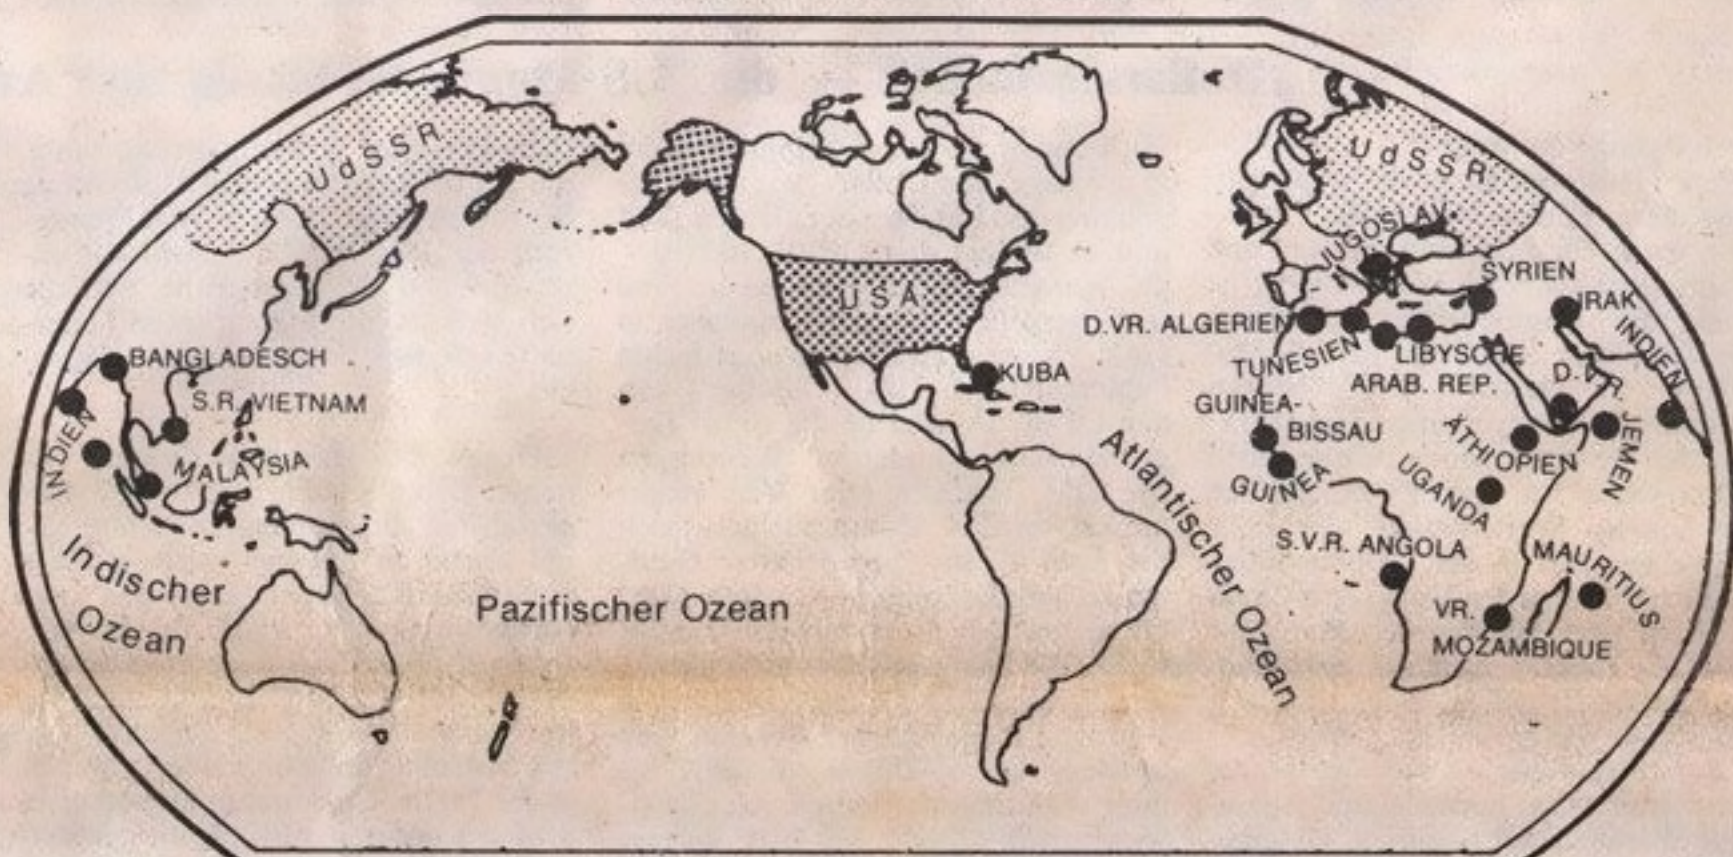 UdSSR
UdSSR
JUGOSLAV.
USA
SYRIEN
IRAK
INDIEN
D.VR. ALGERIEN
TUNESIEN
LIBYSCHE
ARAB. REP.
D.V.R.
JEMEN
BANGLADESCH
KUBA
S.R. VIETNAM
GUINEA-
BISSAU
INDIEN
MALAYSIA
ÄTHIOPIEN
GUINEA
UGANDA
Atlantischer Ozean
S.V.R. ANGOLA
MAURITIUS
Indischer
Ozean
Pazifischer Ozean
VR.
MOZAMBIQUE